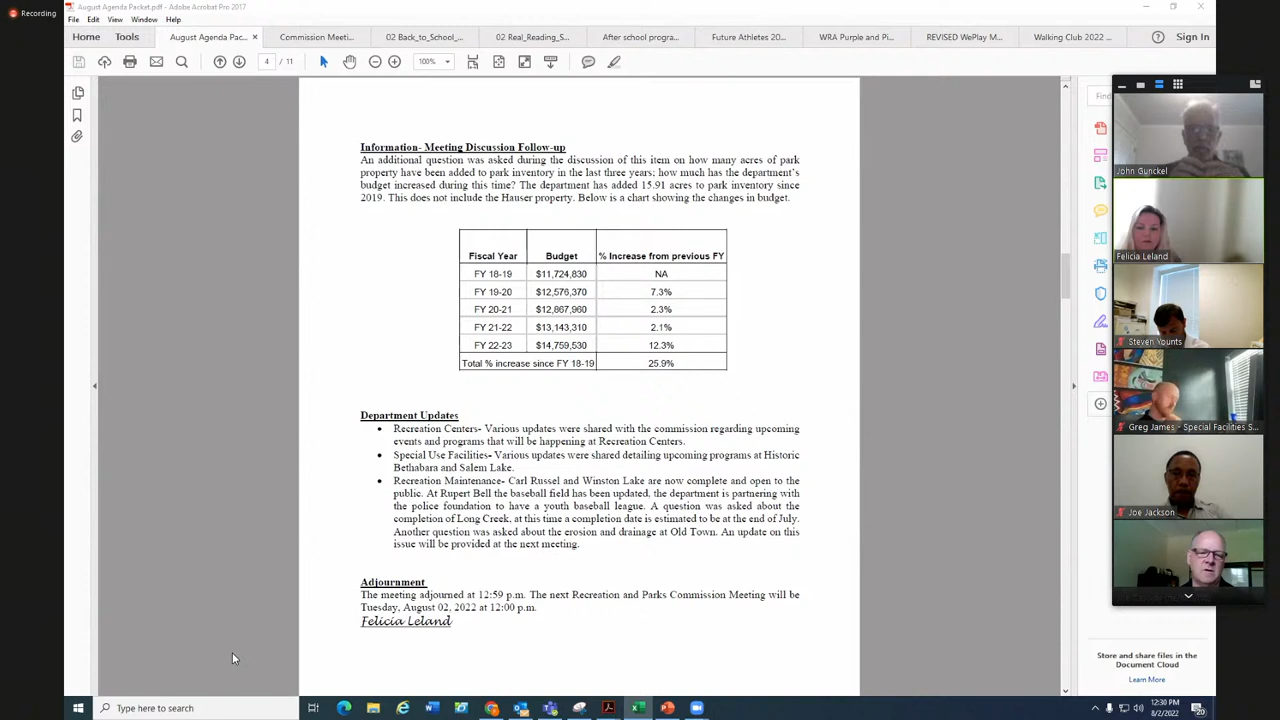 Recording
August Agenda Packet.pdf - Adobe Acrobat Pro 2017
File Edit View Window Help
Home Tools August Agenda Pac... × Commission Meeti... 02 Back_to_School_... 02 Real_Reading_S... After school progra... Future Athletes 20... WRA Purple and Pi... REVISED WePlay M... Walking Club 2022 ... Sign In
4 / 11 100%
Find
Information- Meeting Discussion Follow-up
An additional question was asked during the discussion of this item on how many acres of park
property have been added to park inventory in the last three years; how much has the department's
budget increased during this time? The department has added 15.91 acres to park inventory since
2019. This does not include the Hauser property. Below is a chart showing the changes in budget.
Fiscal Year Budget % Increase from previous FY
FY 18-19 $11,724,830 NA
FY 19-20 $12,576,370 7.3%
FY 20-21 $12,867,960 2.3%
FY 21-22 $13,143,310 2.1%
FY 22-23 $14,759,530 12.3%
Total % increase since FY 18-19 25.9%
Department Updates
• Recreation Centers- Various updates were shared with the commission regarding upcoming
events and programs that will be happening at Recreation Centers.
• Special Use Facilities- Various updates were shared detailing upcoming programs at Historic
Bethabara and Salem Lake.
• Recreation Maintenance- Carl Russel and Winston Lake are now complete and open to the
public. At Rupert Bell the baseball field has been updated, the department is partnering with
the police foundation to have a youth baseball league. A question was asked about the
completion of Long Creek, at this time a completion date is estimated to be at the end of July.
Another question was asked about the erosion and drainage at Old Town. An update on this
issue will be provided at the next meeting.
Adjournment
The meeting adjourned at 12:59 p.m. The next Recreation and Parks Commission Meeting will be
Tuesday, August 02, 2022 at 12:00 p.m.
Felicia Leland
John Gunckel
Felicia Leland
Steven Younts
Greg James - Special Facilities S...
Joe Jackson
Store and share files in the
Document Cloud
Learn More
Type here to search
12:30 PM
8/2/2022
20